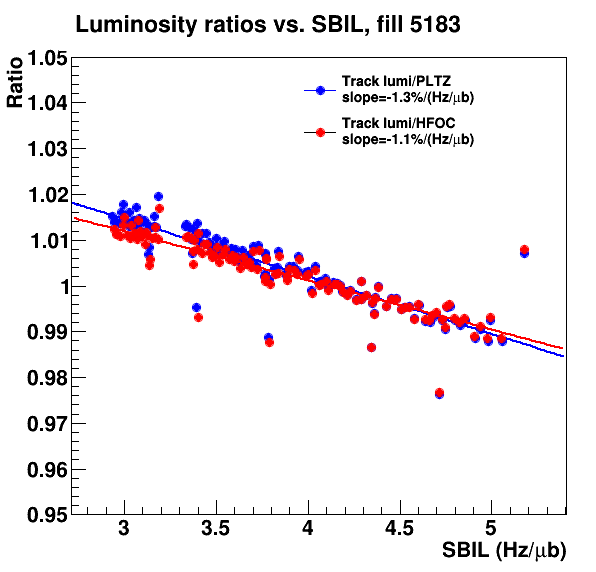 Luminosity ratios vs. SBIL, fill 5183
Ratio
1.05
1.04
1.03
1.02
1.01
1
0.99
0.98
0.97
0.96
0.95
Track lumi/PLTZ
slope=-1.3%/(Hz/μb)
Track lumi/HFOC
slope=-1.1%/(Hz/μb)
3 3.5 4 4.5 5
SBIL (Hz/μb)